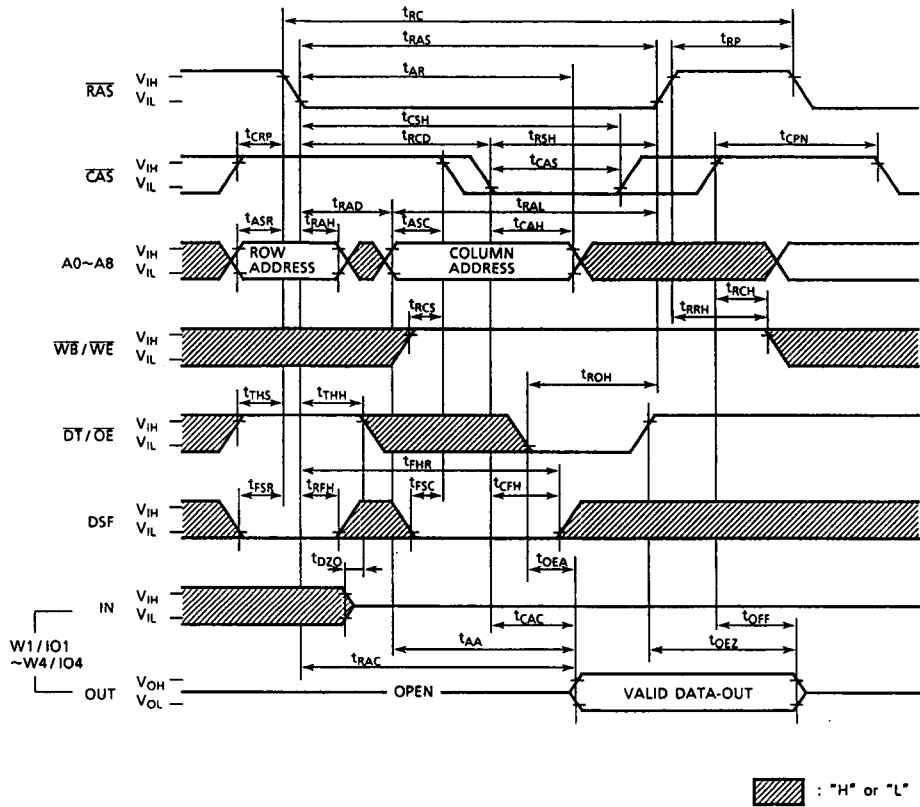 tRC
tRAS
tRP
tAR
RAS VIH
VIL
tCSH
tCRP tRCD tRSH tCPN
CAS VIH
VIL
tCAS
tRAD tRAL
tASR tRAH tASC tCAH
A0~A8 VIH
VIL
ROW ADDRESS
COLUMN ADDRESS
tRCS tRCH
tRRH
WB/WE VIH
VIL
tROH
tTHS tTHH
DT/OE VIH
VIL
tFHR
tFSR tRFH tFSC tCFH
DSF VIH
VIL
tDZO tOEA
IN VIH
VIL
tCAC tOFF
W1/IO1
~W4/IO4
tAA tOEZ
tRAC
OUT VOH
VOL
OPEN VALID DATA-OUT
: "H" or "L"